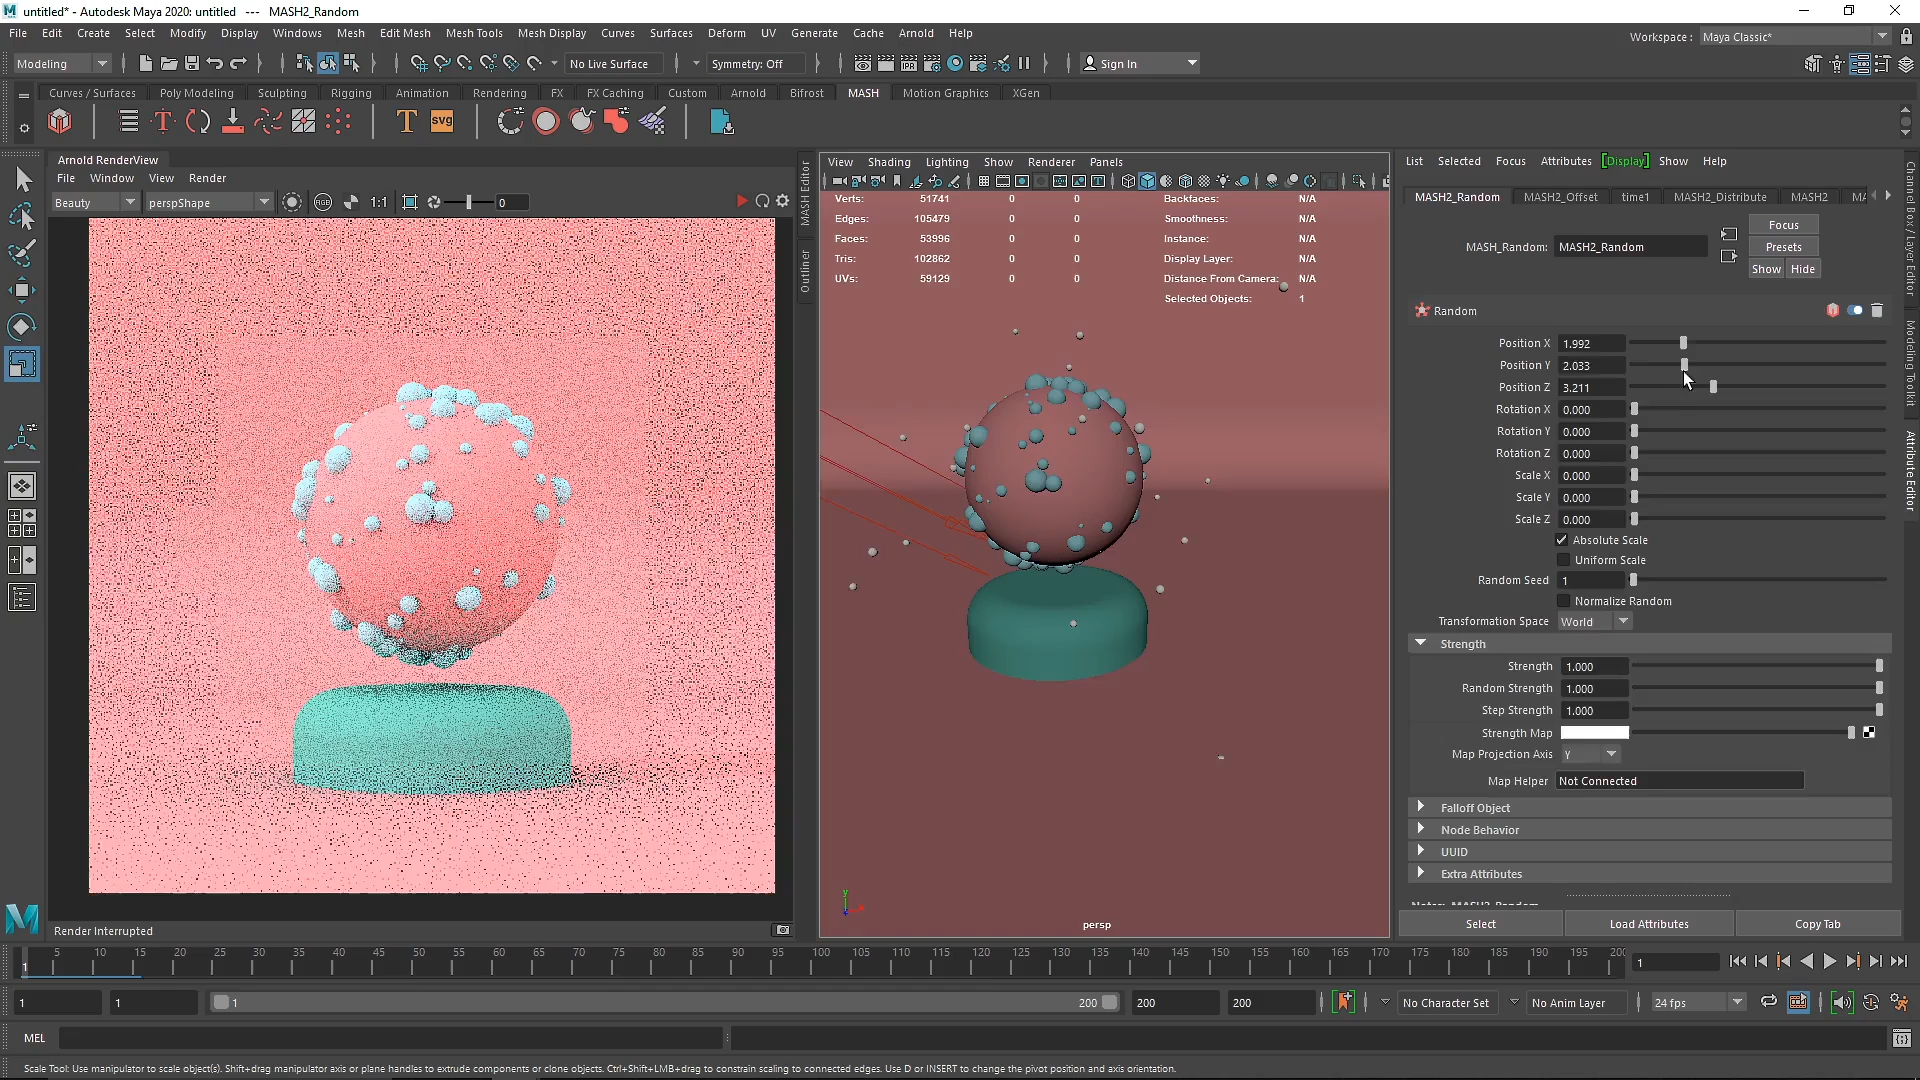 untitled* - Autodesk Maya 2020: untitled   ---   MASH2_Random
File Edit Create Select Modify Display Windows Mesh Edit Mesh Mesh Tools Mesh Display Curves Surfaces Deform UV Generate Cache Arnold Help
Workspace : Maya Classic*
Modeling No Live Surface Symmetry: Off Sign In
Curves / Surfaces Poly Modeling Sculpting Rigging Animation Rendering FX FX Caching Custom Arnold Bifrost MASH Motion Graphics XGen
Arnold RenderView
File Window View Render
Beauty perspShape 1:1 0
Render Interrupted
MASH Editor
Outliner
View Shading Lighting Show Renderer Panels
Verts: 51741 0 0 Backfaces: N/A
Edges: 105479 0 0 Smoothness: N/A
Faces: 53996 0 0 Instance: N/A
Tris: 102862 0 0 Display Layer: N/A
UVs: 59129 0 0 Distance From Camera: N/A
Selected Objects: 1
persp
List Selected Focus Attributes [Display] Show Help
MASH2_Random MASH2_Offset time1 MASH2_Distribute MASH2
MASH_Random: MASH2_Random
Focus
Presets
Show Hide
Random
Position X 1.992
Position Y 2.033
Position Z 3.211
Rotation X 0.000
Rotation Y 0.000
Rotation Z 0.000
Scale X 0.000
Scale Y 0.000
Scale Z 0.000
Absolute Scale
Uniform Scale
Random Seed 1
Normalize Random
Transformation Space World
Strength
Strength 1.000
Random Strength 1.000
Step Strength 1.000
Strength Map
Map Projection Axis Y
Map Helper Not Connected
Falloff Object
Node Behavior
UUID
Extra Attributes
Select Load Attributes Copy Tab
Channel Box / Layer Editor
Modeling Toolkit
Attribute Editor
5 10 15 20 25 30 35 40 45 50 55 60 65 70 75 80 85 90 95 100 105 110 115 120 125 130 135 140 145 150 155 160 165 170 175 180 185 190 195 200
1 1
1 1 1 200 200 200 No Character Set No Anim Layer 24 fps
MEL
Scale Tool: Use manipulator to scale object(s). Shift+drag manipulator axis or plane handles to extrude components or clone objects. Ctrl+Shift+LMB+drag to constrain scaling to connected edges. Use D or INSERT to change the pivot position and axis orientation.